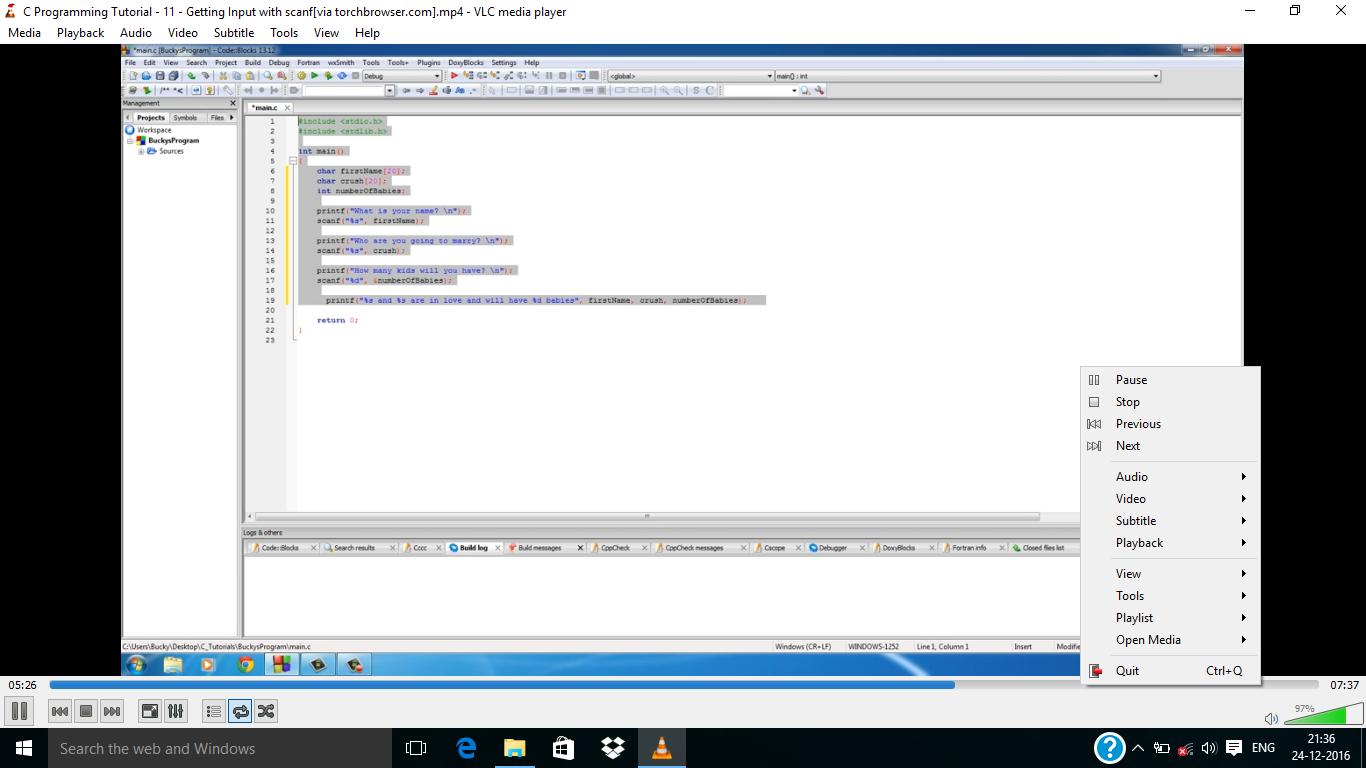 C Programming Tutorial - 11 - Getting Input with scanf[via torchbrowser.com].mp4 - VLC media player
Media Playback Audio Video Subtitle Tools View Help
*main.c [BuckysProgram] - Code::Blocks 13.12
File Edit View Search Project Build Debug Fortran wxSmith Tools Tools+ Plugins DoxyBlocks Settings Help
Debug <global> main() : int
/** *<
Management
Projects Symbols Files
Workspace
BuckysProgram
Sources
*main.c
1 #include <stdio.h>
2 #include <stdlib.h>
3
4 int main()
5 {
6 char firstName[20];
7 char crush[20];
8 int numberOfBabies;
9
10 printf("What is your name? \n");
11 scanf("%s", firstName);
12
13 printf("Who are you going to marry? \n");
14 scanf("%s", crush);
15
16 printf("How many kids will you have? \n");
17 scanf("%d", &numberOfBabies);
18
19 printf("%s and %s are in love and will have %d babies", firstName, crush, numberOfBabies);
20
21 return 0;
22 }
23
Logs & others
Code::Blocks Search results Cccc Build log Build messages CppCheck CppCheck messages Cscope Debugger DoxyBlocks Fortran info Closed files list
C:\Users\Bucky\Desktop\C_Tutorials\BuckysProgram\main.c Windows (CR+LF) WINDOWS-1252 Line 1, Column 1 Insert Modifie
Pause
Stop
Previous
Next
Audio
Video
Subtitle
Playback
View
Tools
Playlist
Open Media
Quit Ctrl+Q
05:26 07:37
97%
Search the web and Windows
ENG
21:36
24-12-2016